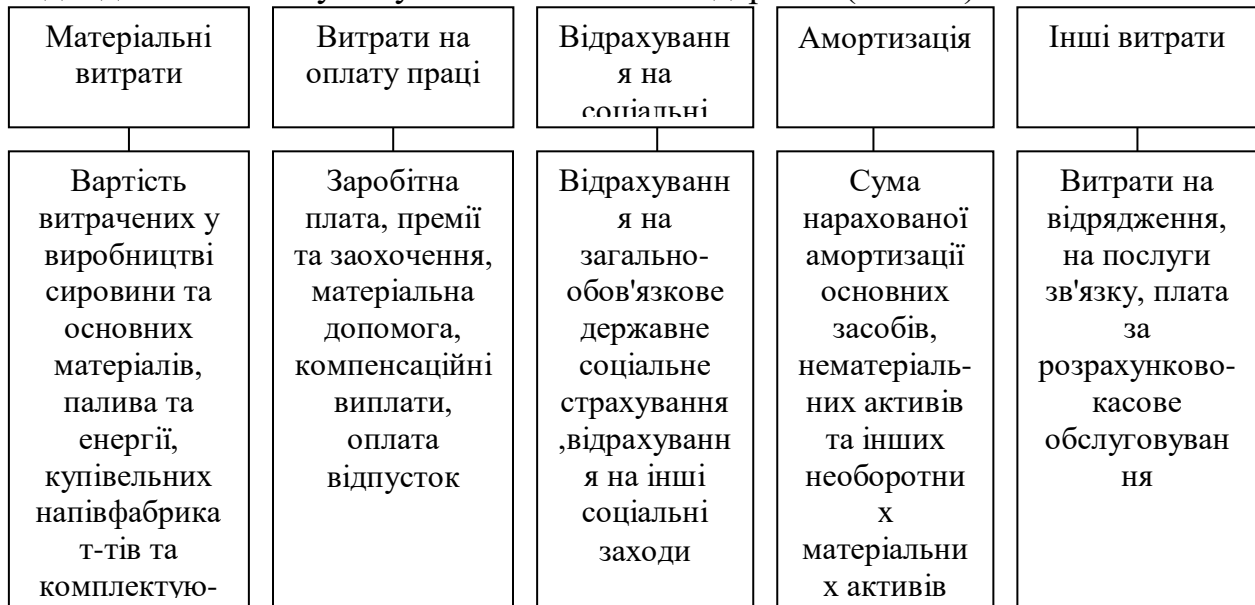 Матеріальні
витрати
Витрати на
оплату праці
Відрахуванн
я на
соціальні
Амортизація
Інші витрати
Вартість
витрачених у
виробництві
сировини та
основних
матеріалів,
палива та
енергії,
купівельних
напівфабрика
т-тів та
комплектую-
Заробітна
плата, премії
та заохочення,
матеріальна
допомога,
компенсаційні
виплати,
оплата
відпусток
Відрахуванн
я на
загально-
обов'язкове
державне
соціальне
страхування
,відрахуванн
я на інші
соціальні
заходи
Сума
нарахованої
амортизації
основних
засобів,
нематеріаль-
них активів
та інших
необоротни
х
матеріальни
х активів
Витрати на
відрядження,
на послуги
зв'язку, плата
за
розрахунково-
касове
обслуговуван
ня